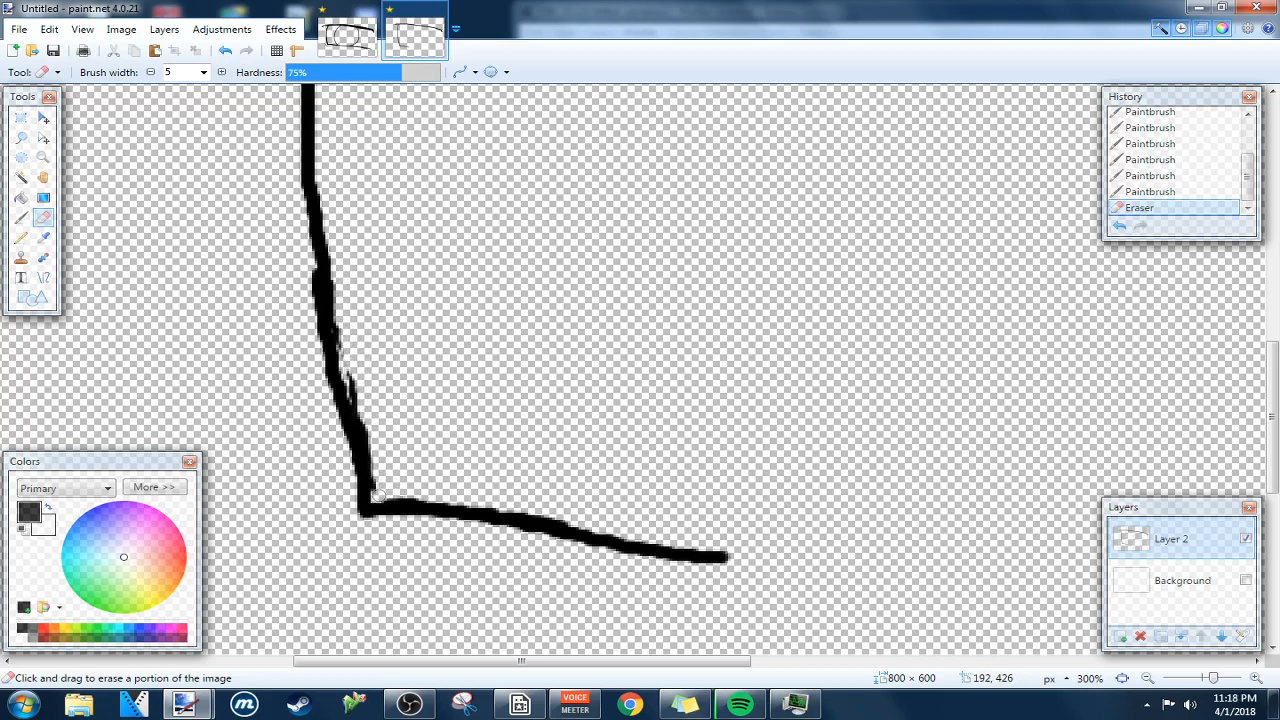 Untitled - paint.net 4.0.21
File Edit View Image Layers Adjustments Effects
Tool: Brush width: 5 Hardness: 75%
Tools
History
Paintbrush
Paintbrush
Paintbrush
Paintbrush
Paintbrush
Paintbrush
Eraser
Colors
Primary More >>
Layers
Layer 2
Background
Click and drag to erase a portion of the image 800 × 600 192, 426 px 300%
VOICE
MEETER
11:18 PM
4/1/2018